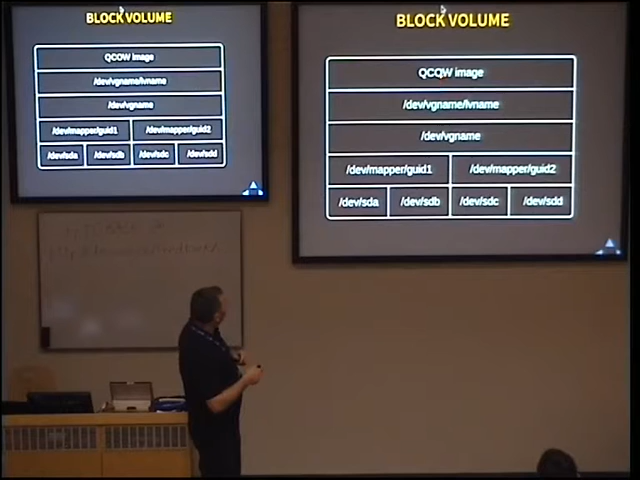 BLOCK VOLUME
QCOW image
/dev/vgname/lvname
/dev/vgname
/dev/mapper/guid1 /dev/mapper/guid2
/dev/sda /dev/sdb /dev/sdc /dev/sdd
BLOCK VOLUME
QCOW image
/dev/vgname/lvname
/dev/vgname
/dev/mapper/guid1 /dev/mapper/guid2
/dev/sda /dev/sdb /dev/sdc /dev/sdd